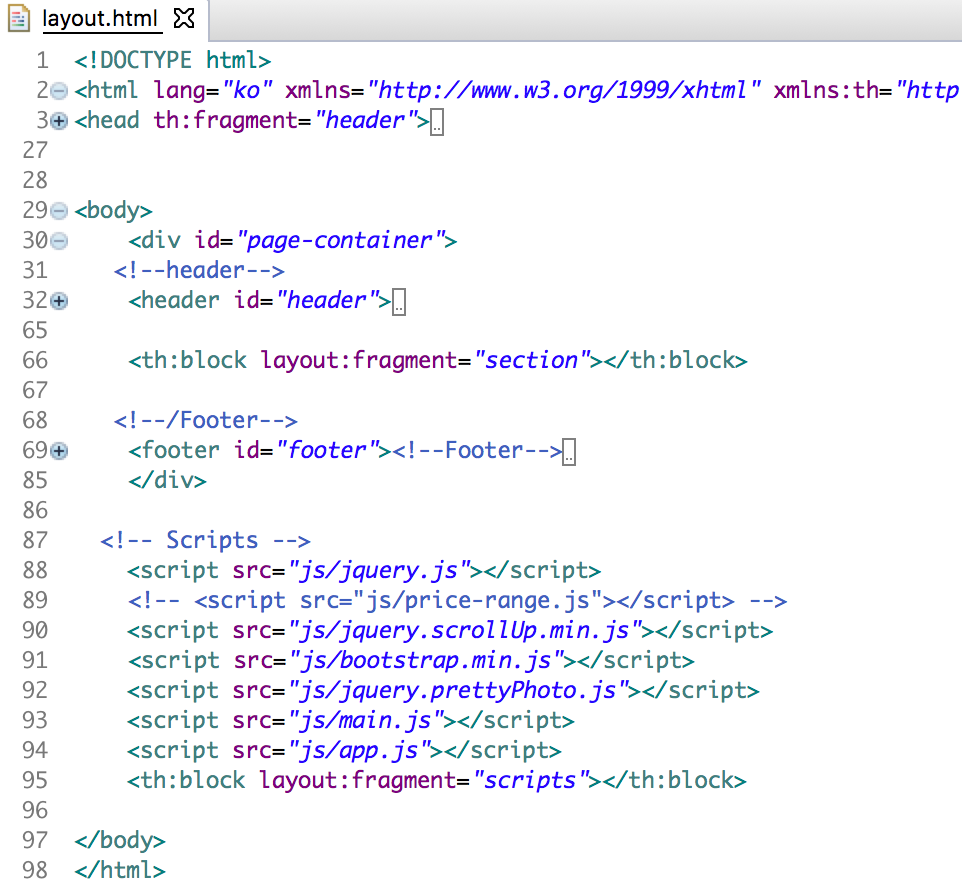 layout.html
1 <!DOCTYPE html>
2 <html lang="ko" xmlns="http://www.w3.org/1999/xhtml" xmlns:th="http
3 <head th:fragment="header">
27
28
29 <body>
30 <div id="page-container">
31 <!--header-->
32 <header id="header">
65
66 <th:block layout:fragment="section"></th:block>
67
68 <!--/Footer-->
69 <footer id="footer"><!--Footer-->
85 </div>
86
87 <!-- Scripts -->
88 <script src="js/jquery.js"></script>
89 <!-- <script src="js/price-range.js"></script> -->
90 <script src="js/jquery.scrollUp.min.js"></script>
91 <script src="js/bootstrap.min.js"></script>
92 <script src="js/jquery.prettyPhoto.js"></script>
93 <script src="js/main.js"></script>
94 <script src="js/app.js"></script>
95 <th:block layout:fragment="scripts"></th:block>
96
97 </body>
98 </html>